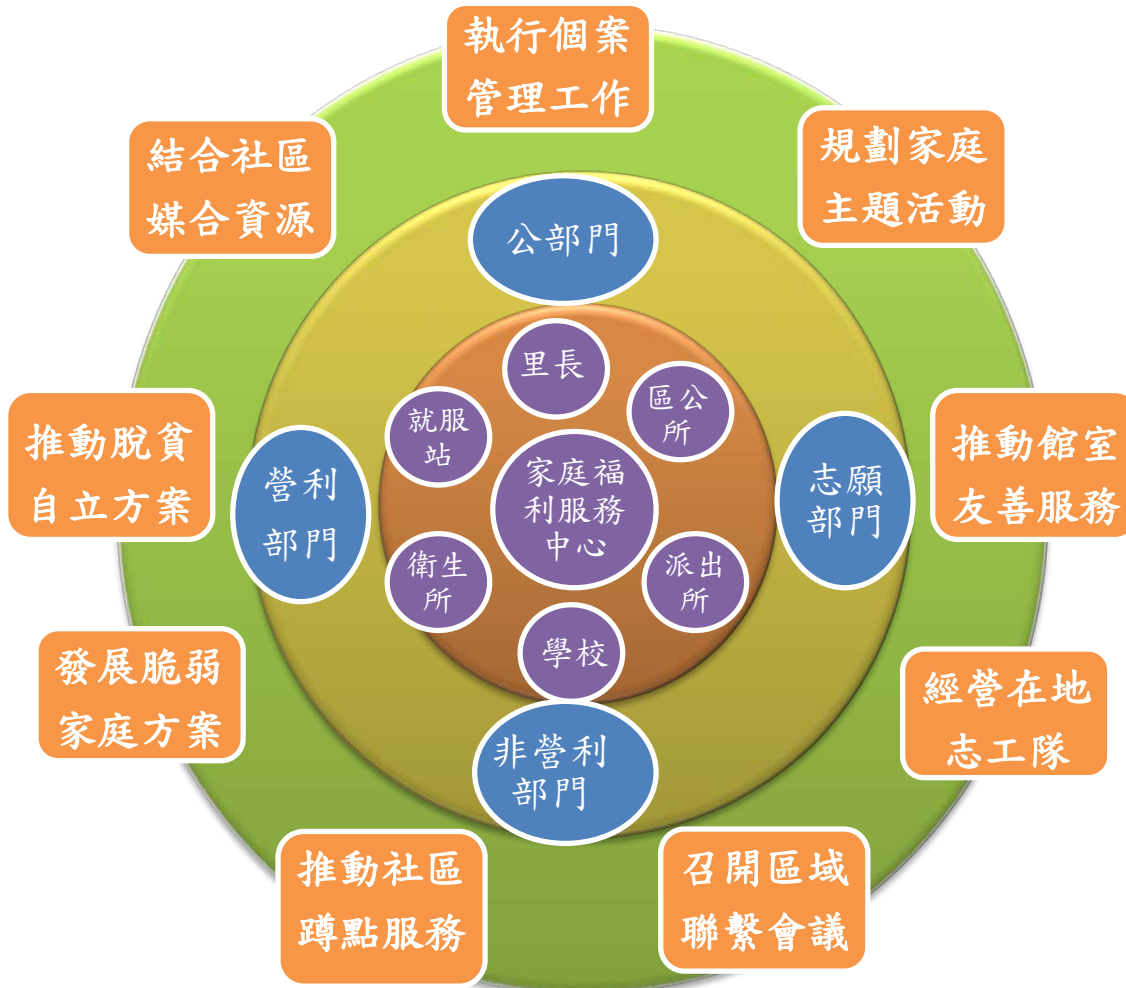 執行個案
管理工作
結合社區
媒合資源
規劃家庭
主題活動
公部門
里長
區公
所
就服
站
推動脫貧
自立方案
營利
部門
家庭福
利服務
中心
志願
部門
推動館室
友善服務
衛生
所
派出
所
學校
發展脆弱
家庭方案
經營在地
志工隊
非營利
部門
推動社區
蹲點服務
召開區域
聯繫會議